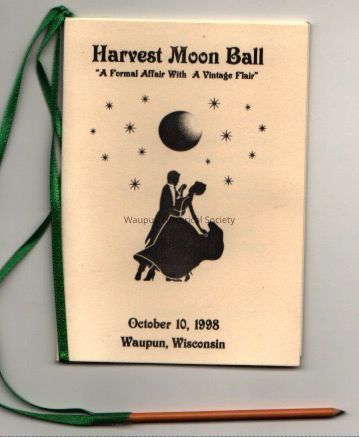 Harvest Moon Ball
"A Formal Affair With A Vintage Flair"
Waupun Historical Society
October 10, 1998
Waupun, Wisconsin